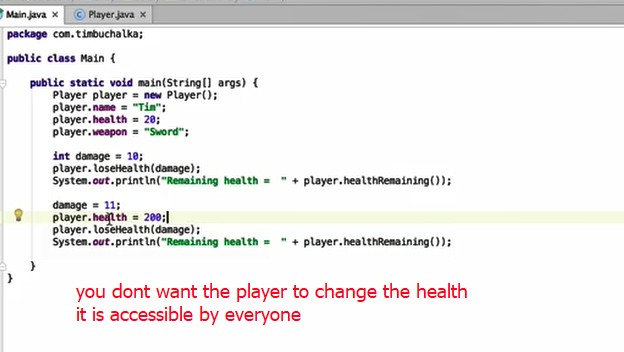 Main.java × Player.java ×
package com.timbuchalka;
public class Main {
public static void main(String[] args) {
Player player = new Player();
player.name = "Tim";
player.health = 20;
player.weapon = "Sword";
int damage = 10;
player.loseHealth(damage);
System.out.println("Remaining health =  " + player.healthRemaining());
damage = 11;
player.health = 200;
player.loseHealth(damage);
System.out.println("Remaining health =  " + player.healthRemaining());
}
}
you dont want the player to change the health
it is accessible by everyone